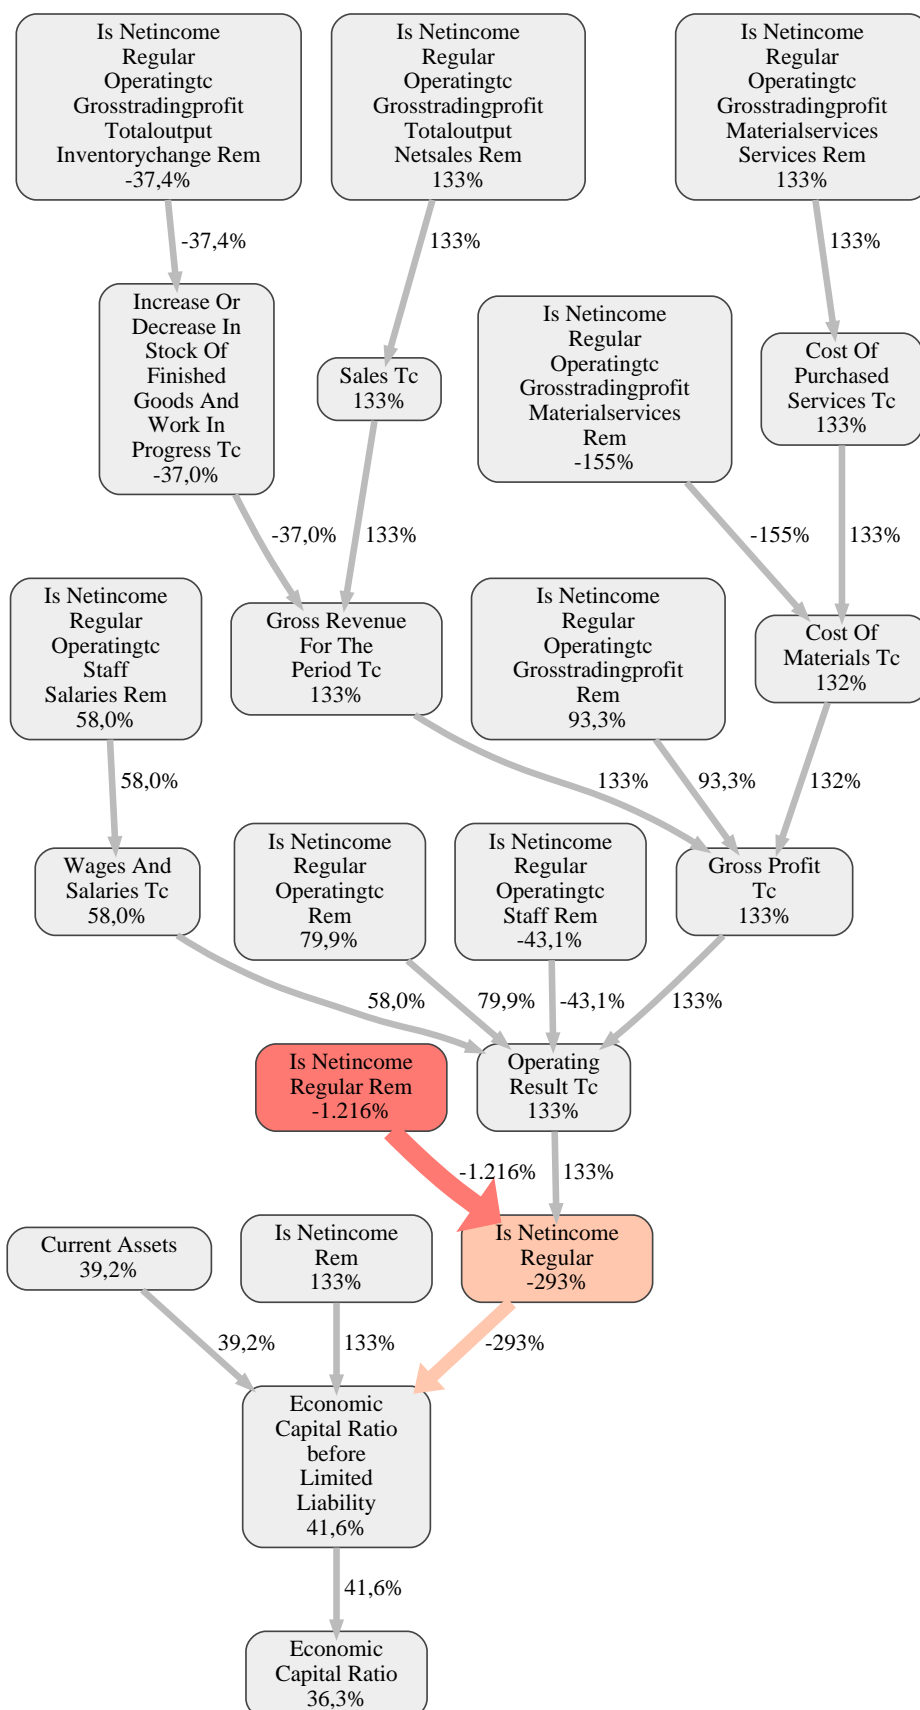 Is Netincome
Regular
Operatingtc
Grosstradingprofit
Totaloutput
Inventorychange Rem
-37,4%
Is Netincome
Regular
Operatingtc
Grosstradingprofit
Totaloutput
Netsales Rem
133%
Is Netincome
Regular
Operatingtc
Grosstradingprofit
Materialservices
Services Rem
133%
-37,4%
133%
133%
Increase Or
Decrease In
Stock Of
Finished
Goods And
Work In
Progress Tc
-37,0%
Sales Tc
133%
Is Netincome
Regular
Operatingtc
Grosstradingprofit
Materialservices
Rem
-155%
Cost Of
Purchased
Services Tc
133%
-37,0%
133%
-155%
133%
Is Netincome
Regular
Operatingtc
Staff
Salaries Rem
58,0%
Gross Revenue
For The
Period Tc
133%
Is Netincome
Regular
Operatingtc
Grosstradingprofit
Rem
93,3%
Cost Of
Materials Tc
132%
58,0%
133%
93,3%
132%
Wages And
Salaries Tc
58,0%
Is Netincome
Regular
Operatingtc
Rem
79,9%
Is Netincome
Regular
Operatingtc
Staff Rem
-43,1%
Gross Profit
Tc
133%
58,0%
79,9%
-43,1%
133%
Is Netincome
Regular Rem
-1.216%
Operating
Result Tc
133%
-1.216%
133%
Current Assets
39,2%
Is Netincome
Rem
133%
Is Netincome
Regular
-293%
39,2%
133%
-293%
Economic
Capital Ratio
before
Limited
Liability
41,6%
41,6%
Economic
Capital Ratio
36,3%